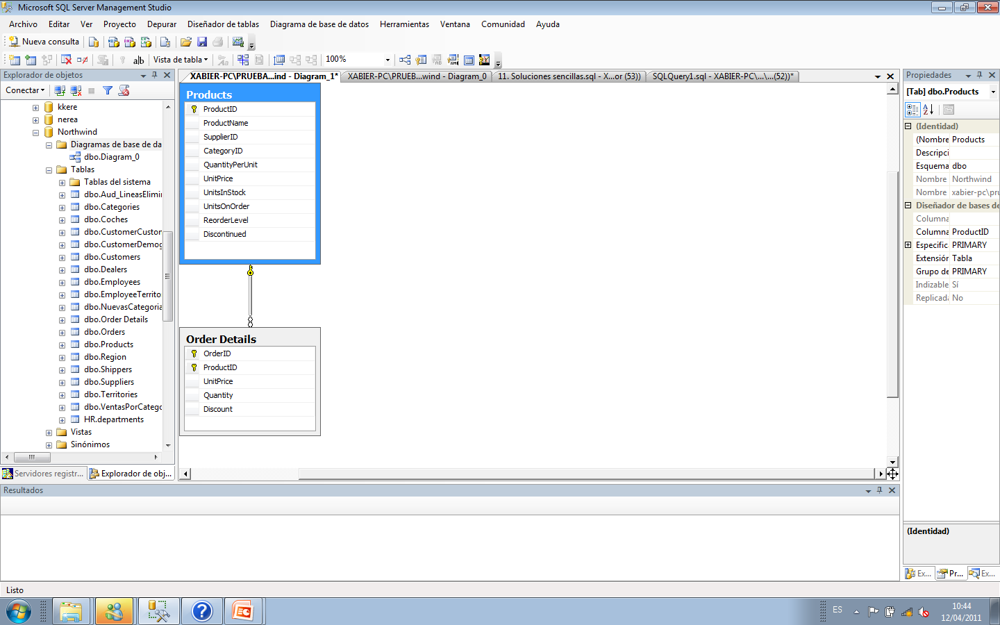 Microsoft SQL Server Management Studio
Archivo Editar Ver Proyecto Depurar Diseñador de tablas Diagrama de base de datos Herramientas Ventana Comunidad Ayuda
Nueva consulta
ab| Vista de tabla 100%
Explorador de objetos
Conectar
kkere
nerea
Northwind
Diagramas de base de da
dbo.Diagram_0
Tablas
Tablas del sistema
dbo.Aud_LineasElimir
dbo.Categories
dbo.Coches
dbo.CustomerCustor
dbo.CustomerDemog
dbo.Customers
dbo.Dealers
dbo.Employees
dbo.EmployeeTerrito
dbo.NuevasCategoria
dbo.Order Details
dbo.Orders
dbo.Products
dbo.Region
dbo.Shippers
dbo.Suppliers
dbo.Territories
dbo.VentasPorCatego
HR.departments
Vistas
Sinónimos
Servidores registr...
Explorador de obj...
XABIER-PC\PRUEBA...ind - Diagram_1*
XABIER-PC\PRUEB...wind - Diagram_0
11. Soluciones sencillas.sql - X...or (53))
SQLQuery1.sql - XABIER-PC\...\...(52))*
Products
ProductID
ProductName
SupplierID
CategoryID
QuantityPerUnit
UnitPrice
UnitsInStock
UnitsOnOrder
ReorderLevel
Discontinued
Order Details
OrderID
ProductID
UnitPrice
Quantity
Discount
Propiedades
[Tab] dbo.Products
(Identidad)
(Nombre Products
Descripci
Esquema dbo
Nombre Northwind
Nombre xabier-pc\pru
Diseñador de bases de
Columna
Columna ProductID
Especific PRIMARY
Extensión Tabla
Grupo de PRIMARY
Indizable Sí
Replicada No
(Identidad)
Ex... Pr... Ex...
Resultados
Listo
ES
10:44
12/04/2011